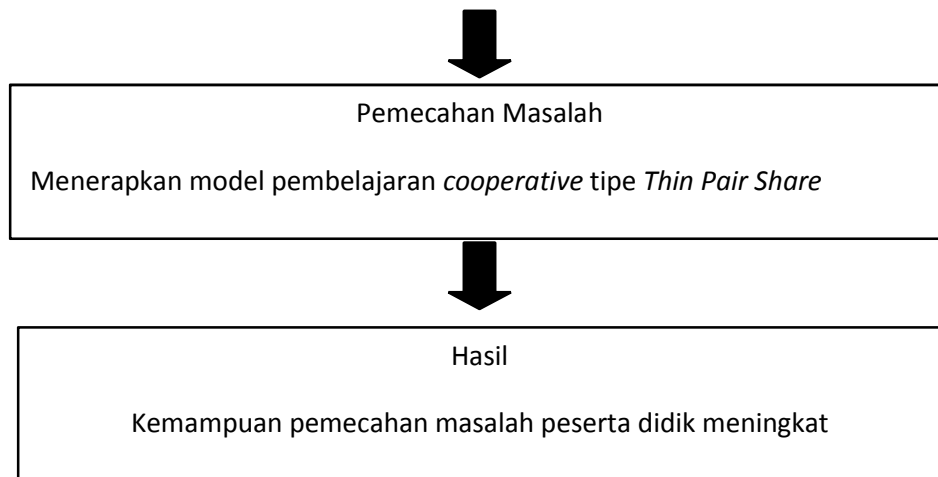 Pemecahan Masalah
Menerapkan model pembelajaran cooperative tipe Thin Pair Share
Hasil
Kemampuan pemecahan masalah peserta didik meningkat